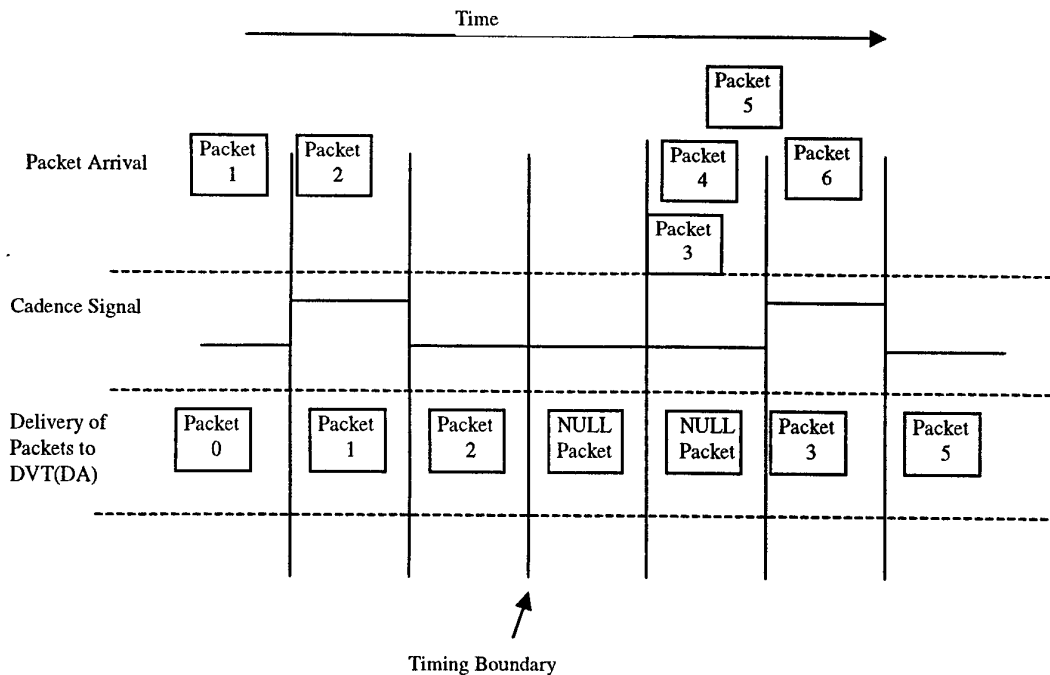 Time
Packet
5
Packet Arrival
Packet
1
Packet
2
Packet
4
Packet
6
Packet
3
Cadence Signal
Delivery of
Packets to
DVT(DA)
Packet
0
Packet
1
Packet
2
NULL
Packet
NULL
Packet
Packet
3
Packet
5
Timing Boundary